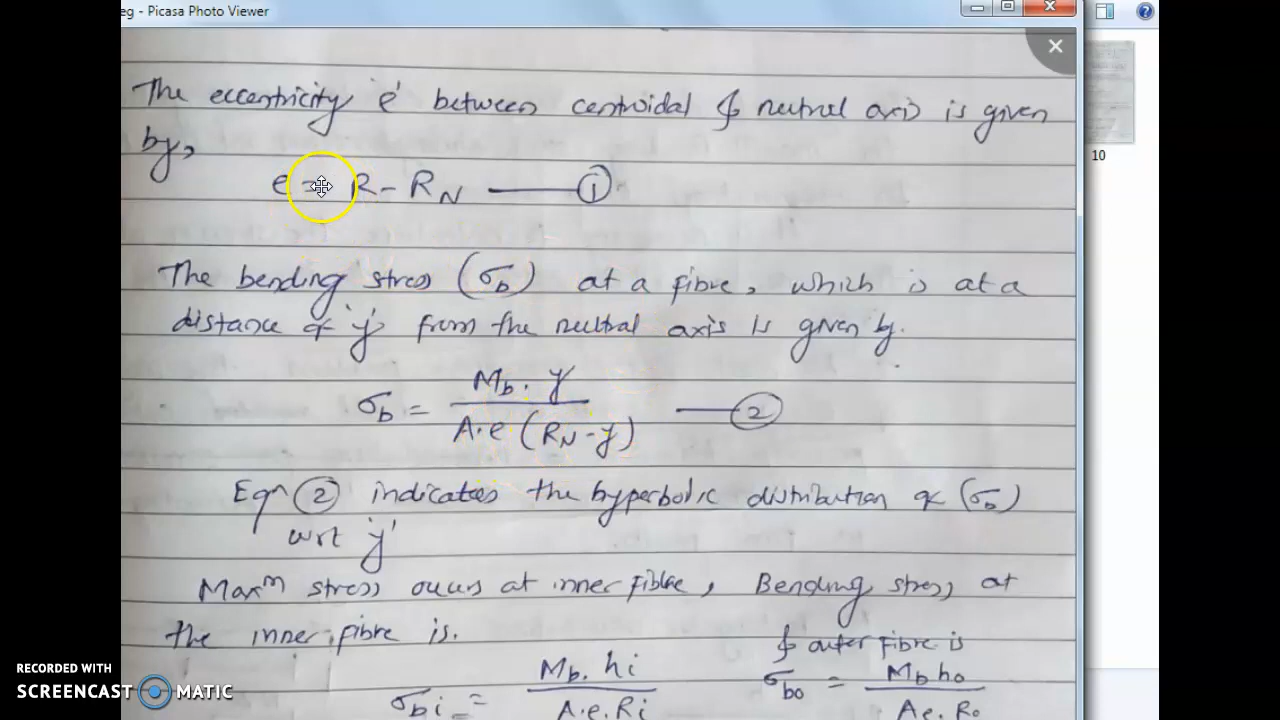 eg - Picasa Photo Viewer
The eccentricity 'e' between centroidal & neutral axis is given
by,
e = R - R_N ——— ①
The bending stress (σ_b) at a fibre, which is at a
distance of 'y' from the neutral axis is given by.
σ_b = M_b . y / A.e (R_N - y) —— ②
Eqn ② indicates the hyperbolic distribution of (σ_b)
wrt 'y'
Max^m stress occurs at inner fibre, Bending stress at
the inner fibre is.
& outer fibre is
σ_bi = M_b . hi / A.e.Ri
σ_bo = M_b ho / Ae.Ro
10
RECORDED WITH
SCREENCAST MATIC